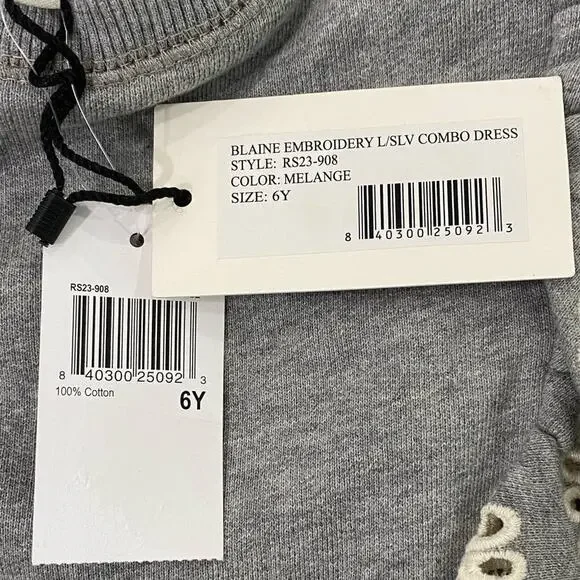 BLAINE EMBROIDERY L/SLV COMBO DRESS
STYLE: RS23-908
COLOR: MELANGE
SIZE: 6Y
8 40300 25092 3
RS23-908
8 40300 25092 3
100% Cotton
6Y